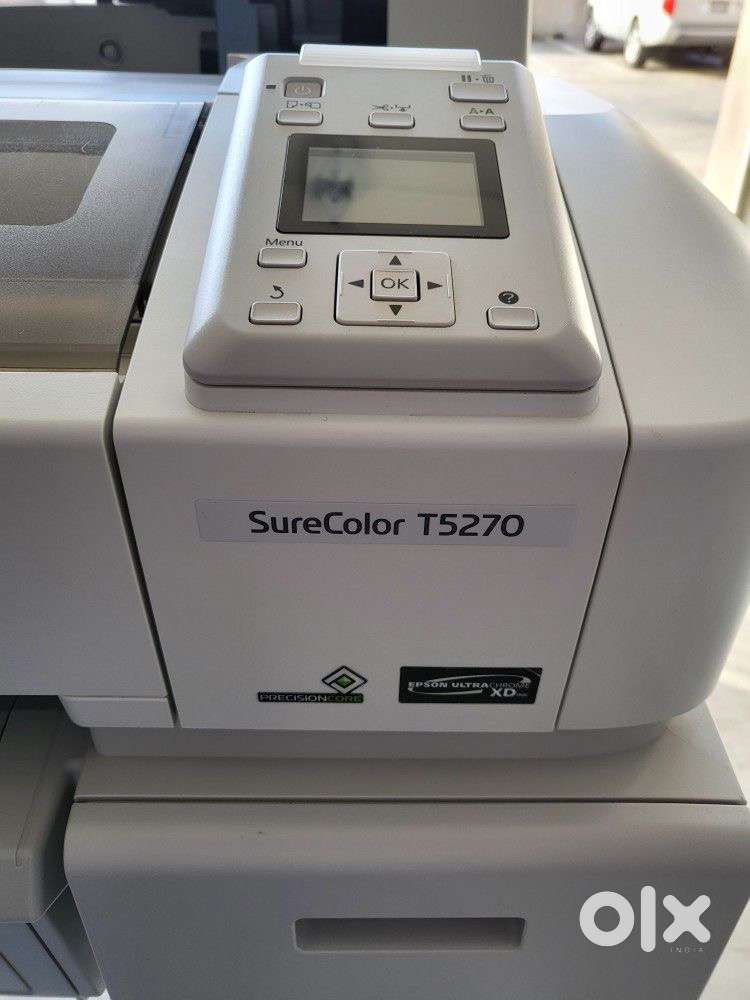 A·A
Menu
OK
?
SureColor T5270
PRECISIONCORE
EPSON ULTRACHROME
XD
olx
INDIA